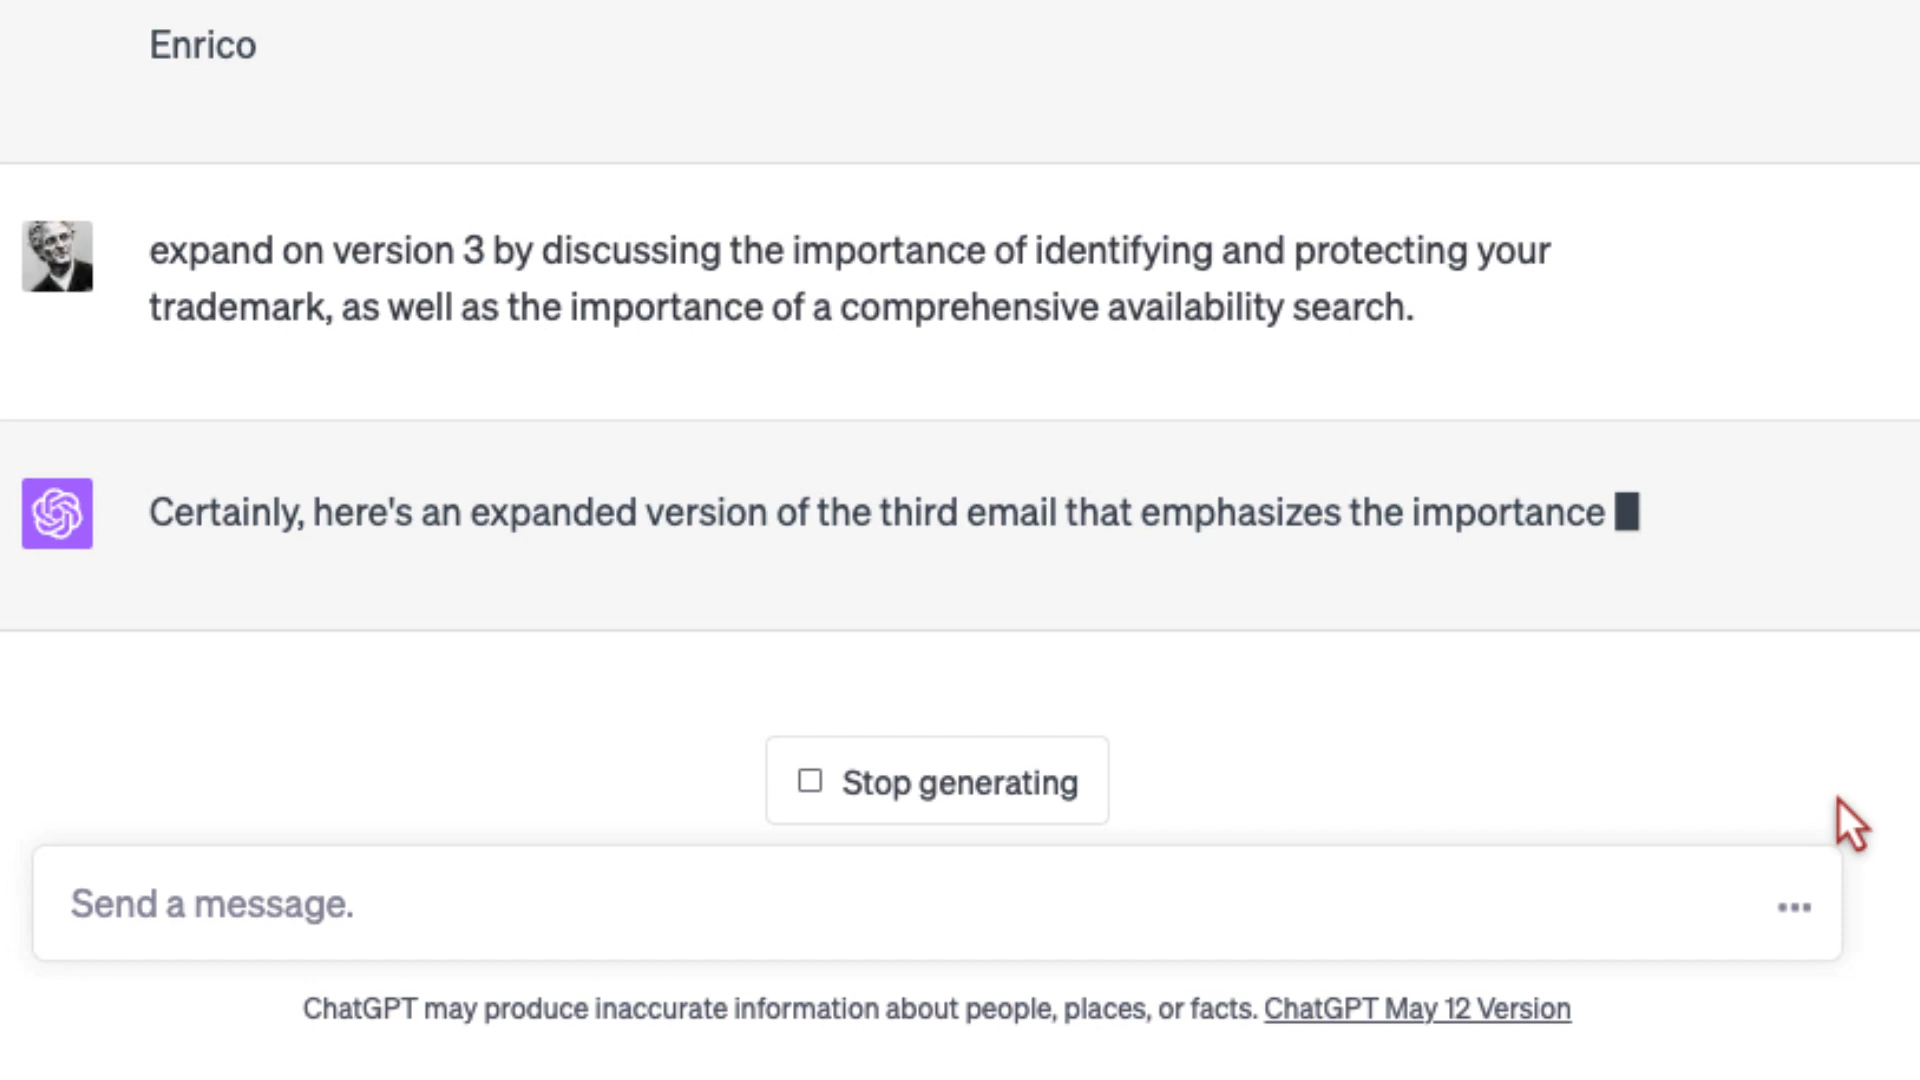 Enrico
expand on version 3 by discussing the importance of identifying and protecting your
trademark, as well as the importance of a comprehensive availability search.
Certainly, here's an expanded version of the third email that emphasizes the importance
Stop generating
Send a message.
ChatGPT may produce inaccurate information about people, places, or facts. ChatGPT May 12 Version